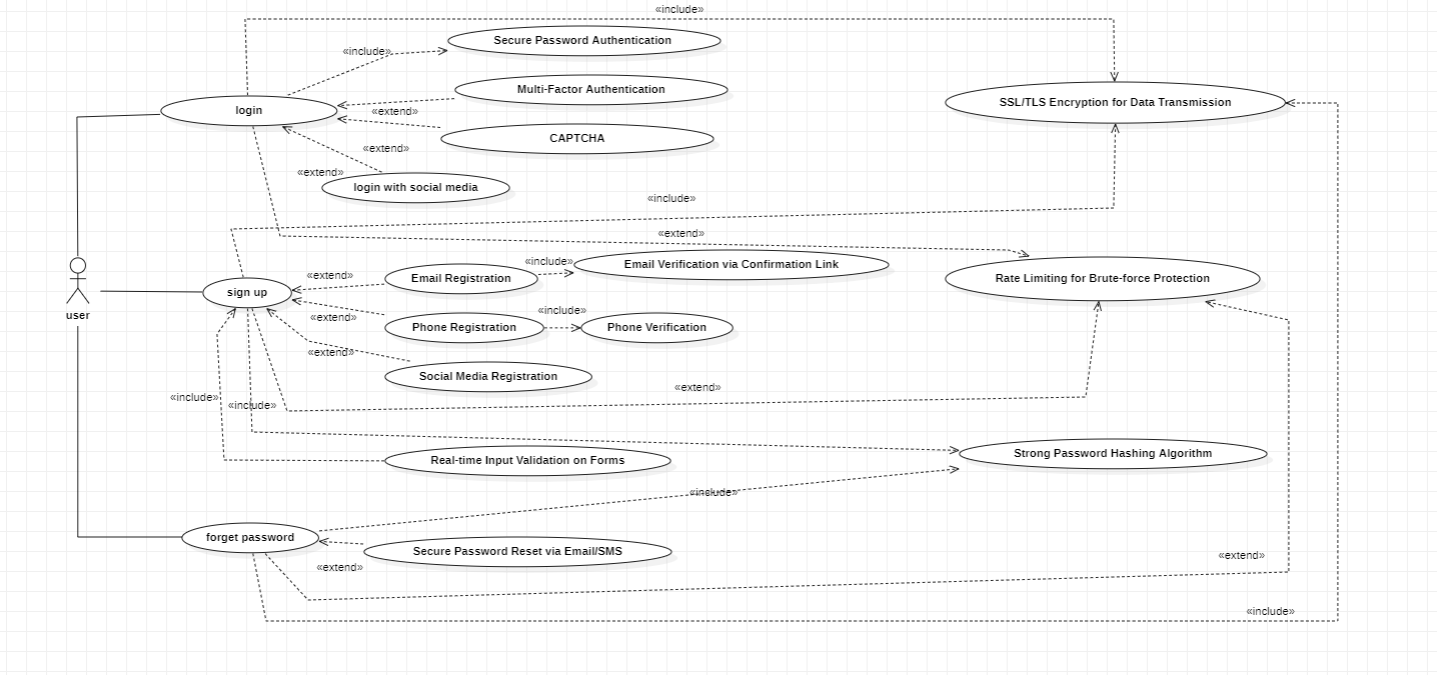 «include»
Secure Password Authentication
«include»
Multi-Factor Authentication
SSL/TLS Encryption for Data Transmission
login
«extend»
CAPTCHA
«extend»
«extend»
login with social media
«include»
«extend»
«include»
Email Verification via Confirmation Link
«extend»
Email Registration
Rate Limiting for Brute-force Protection
sign up
user
«include»
«extend»
Phone Registration
Phone Verification
«extend»
Social Media Registration
«extend»
«include»
«include»
Real-time Input Validation on Forms
Strong Password Hashing Algorithm
«include»
forget password
Secure Password Reset via Email/SMS
«extend»
«extend»
«include»